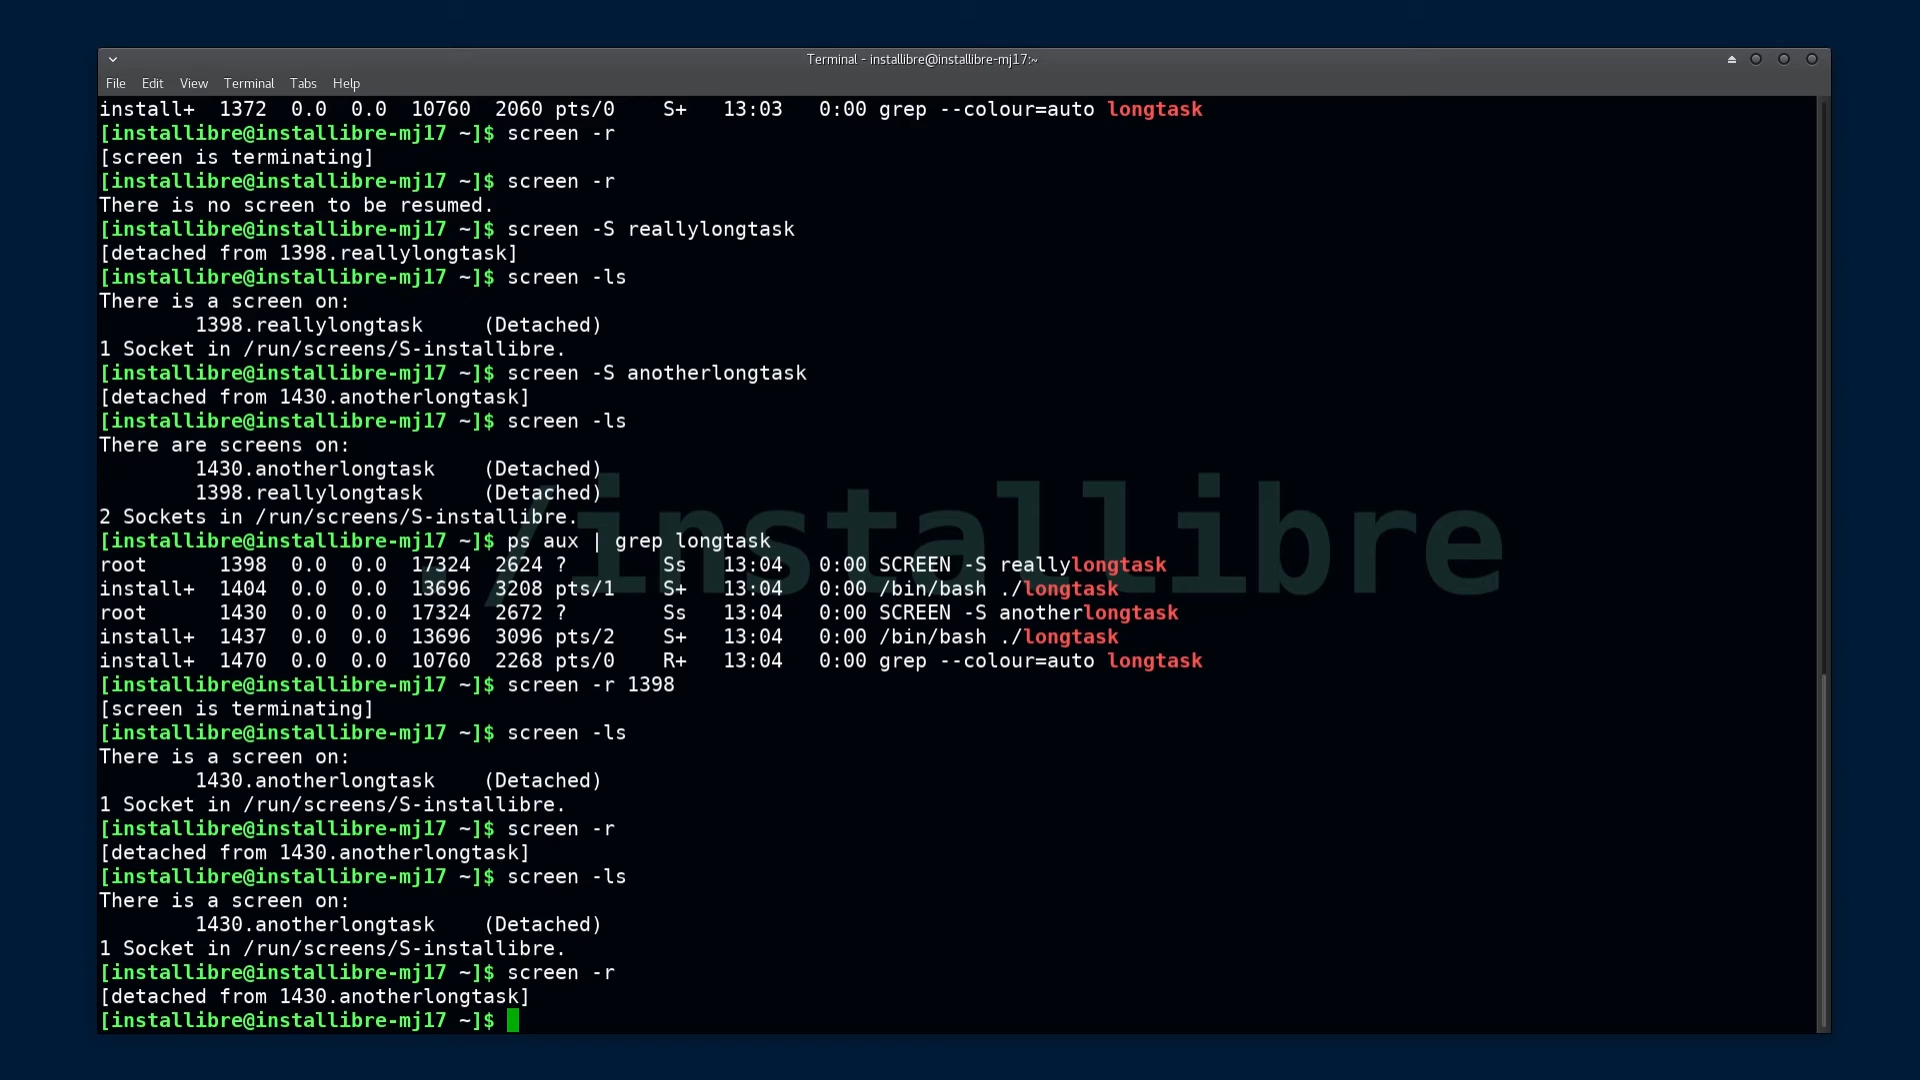 Terminal - installibre@installibre-mj17:~
File Edit View Terminal Tabs Help
install+  1372  0.0  0.0  10760  2060 pts/0    S+   13:03   0:00 grep --colour=auto longtask
[installibre@installibre-mj17 ~]$ screen -r
[screen is terminating]
[installibre@installibre-mj17 ~]$ screen -r
There is no screen to be resumed.
[installibre@installibre-mj17 ~]$ screen -S reallylongtask
[detached from 1398.reallylongtask]
[installibre@installibre-mj17 ~]$ screen -ls
There is a screen on:
        1398.reallylongtask     (Detached)
1 Socket in /run/screens/S-installibre.
[installibre@installibre-mj17 ~]$ screen -S anotherlongtask
[detached from 1430.anotherlongtask]
[installibre@installibre-mj17 ~]$ screen -ls
There are screens on:
        1430.anotherlongtask    (Detached)
        1398.reallylongtask     (Detached)
2 Sockets in /run/screens/S-installibre.
[installibre@installibre-mj17 ~]$ ps aux | grep longtask
root      1398  0.0  0.0  17324  2624 ?        Ss   13:04   0:00 SCREEN -S reallylongtask
install+  1404  0.0  0.0  13696  3208 pts/1    S+   13:04   0:00 /bin/bash ./longtask
root      1430  0.0  0.0  17324  2672 ?        Ss   13:04   0:00 SCREEN -S anotherlongtask
install+  1437  0.0  0.0  13696  3096 pts/2    S+   13:04   0:00 /bin/bash ./longtask
install+  1470  0.0  0.0  10760  2268 pts/0    R+   13:04   0:00 grep --colour=auto longtask
[installibre@installibre-mj17 ~]$ screen -r 1398
[screen is terminating]
[installibre@installibre-mj17 ~]$ screen -ls
There is a screen on:
        1430.anotherlongtask    (Detached)
1 Socket in /run/screens/S-installibre.
[installibre@installibre-mj17 ~]$ screen -r
[detached from 1430.anotherlongtask]
[installibre@installibre-mj17 ~]$ screen -ls
There is a screen on:
        1430.anotherlongtask    (Detached)
1 Socket in /run/screens/S-installibre.
[installibre@installibre-mj17 ~]$ screen -r
[detached from 1430.anotherlongtask]
[installibre@installibre-mj17 ~]$
./installibre